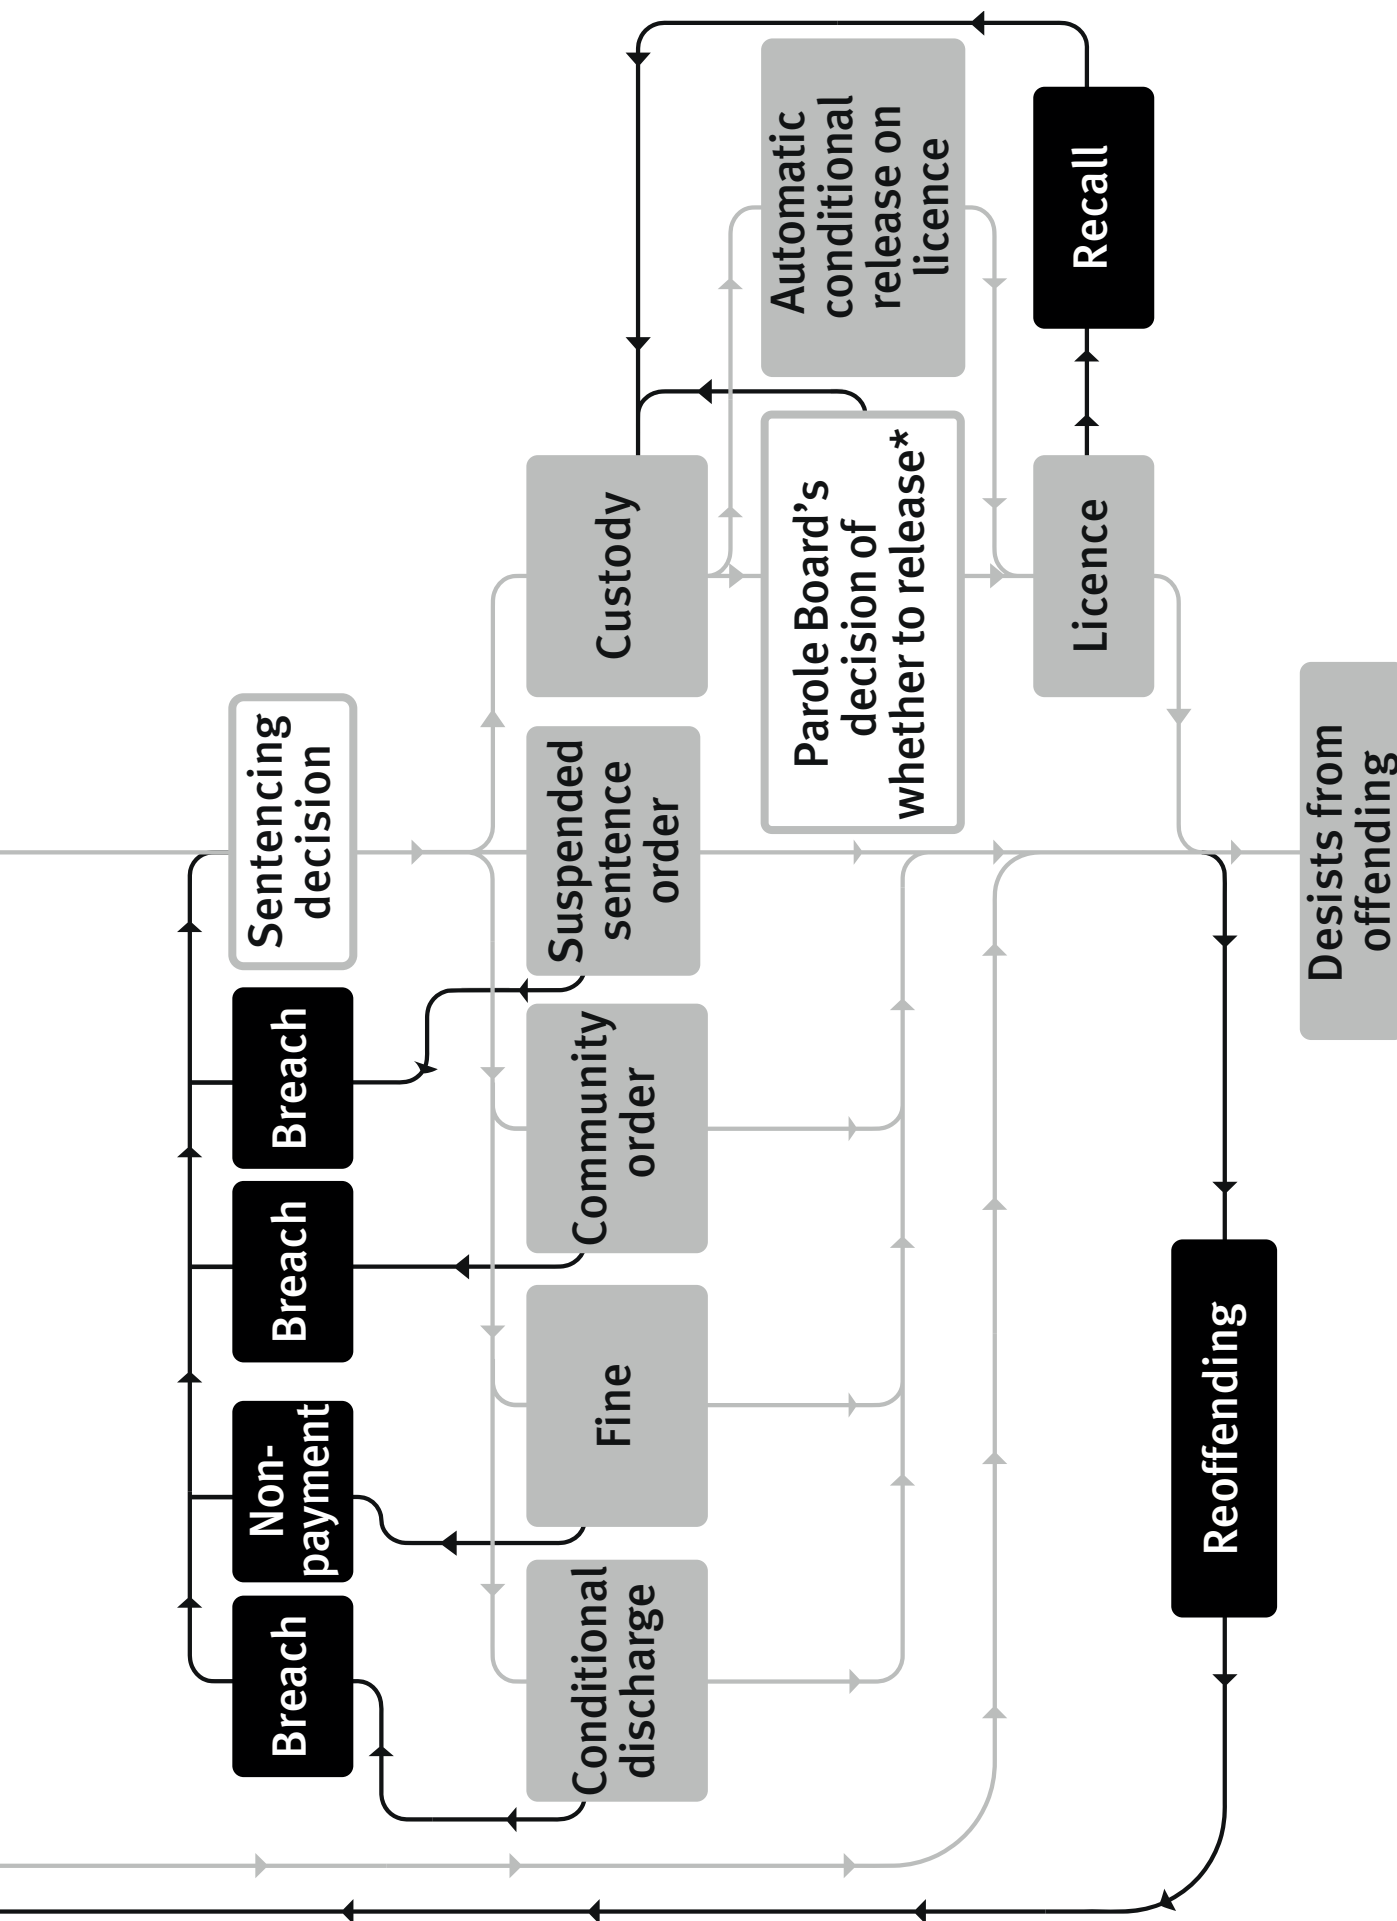 Sentencing
decision
Breach
Breach
Non-
payment
Breach
Custody
Suspended
sentence
order
Community
order
Fine
Conditional
discharge
Automatic
conditional
release on
licence
Parole Board’s
decision of
whether to release*
Recall
Licence
Reoffending
Desists from
offending